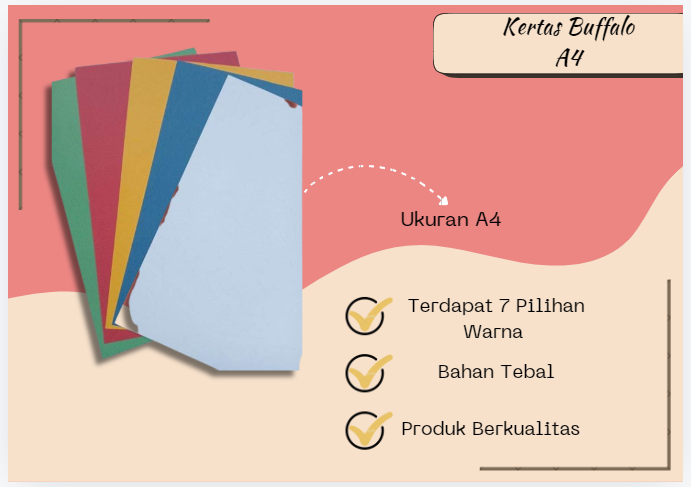 Kertas Buffalo
A4
Ukuran A4
Terdapat 7 Pilihan
Warna
Bahan Tebal
Produk Berkualitas